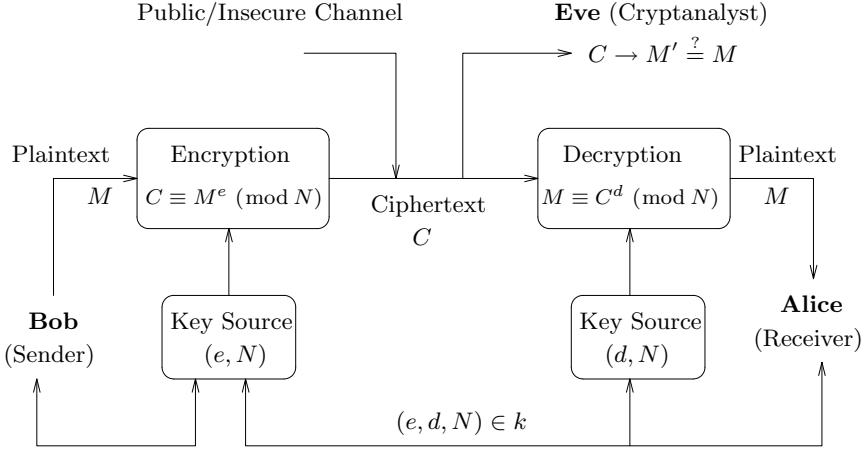 Public/Insecure Channel
Eve (Cryptanalyst)
C → M′ ≟ M
Plaintext
M
Encryption
C ≡ M^e (mod N)
Ciphertext
C
Decryption
M ≡ C^d (mod N)
Plaintext
M
Bob
(Sender)
Key Source
(e, N)
Key Source
(d, N)
Alice
(Receiver)
(e, d, N) ∈ k